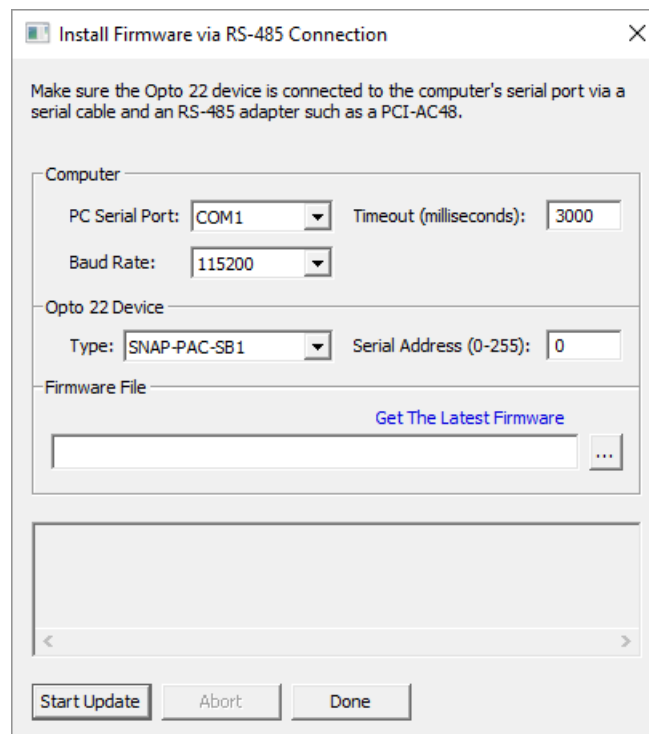 Install Firmware via RS-485 Connection
Make sure the Opto 22 device is connected to the computer's serial port via a
serial cable and an RS-485 adapter such as a PCI-AC48.
Computer
PC Serial Port: COM1 Timeout (milliseconds): 3000
Baud Rate: 115200
Opto 22 Device
Type: SNAP-PAC-SB1 Serial Address (0-255): 0
Firmware File
Get The Latest Firmware
...
Start Update Abort Done